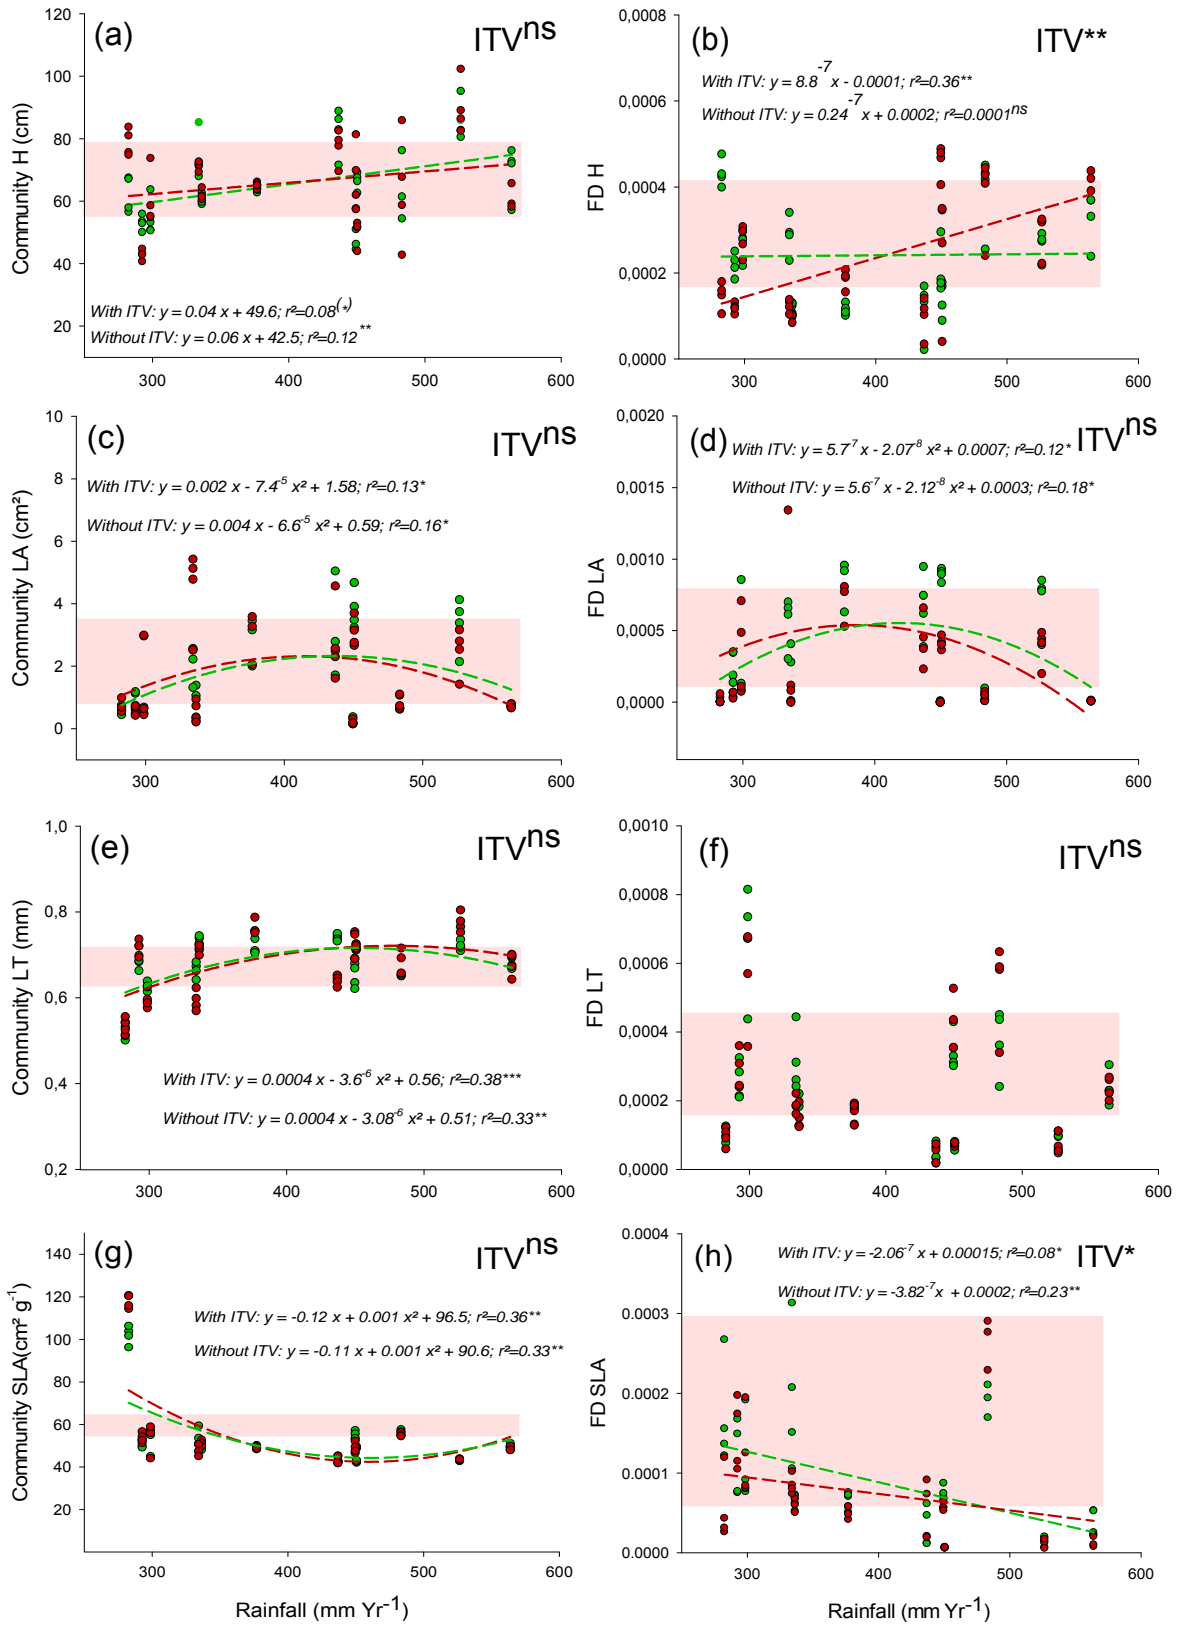 (a)
ITV^ns
120
100
80
60
40
20
Community H (cm)
With ITV: y = 0.04 x + 49.6; r²=0.08^(*)
Without ITV: y = 0.06 x + 42.5; r²=0.12^**
300 400 500 600
(b)
ITV**
0,0008
0,0006
0,0004
0,0002
0,0000
FD H
With ITV: y = 8.8^-7 x - 0.0001; r²=0.36**
Without ITV: y = 0.24^-7 x + 0.0002; r²=0.0001^ns
300 400 500 600
(c)
ITV^ns
10
8
6
4
2
0
Community LA (cm²)
With ITV: y = 0.002 x - 7.4^-5 x² + 1.58; r²=0.13*
Without ITV: y = 0.004 x - 6.6^-5 x² + 0.59; r²=0.16*
300 400 500 600
(d)
ITV^ns
0,0020
0,0015
0,0010
0,0005
0,0000
FD LA
With ITV: y = 5.7^7 x - 2.07^8 x² + 0.0007; r²=0.12*
Without ITV: y = 5.6^-7 x - 2.12^-8 x² + 0.0003; r²=0.18*
300 400 500 600
(e)
ITV^ns
1,0
0,8
0,6
0,4
0,2
Community LT (mm)
With ITV: y = 0.0004 x - 3.6^-6 x² + 0.56; r²=0.38***
Without ITV: y = 0.0004 x - 3.08^-6 x² + 0.51; r²=0.33**
300 400 500 600
(f)
ITV^ns
0,0010
0,0008
0,0006
0,0004
0,0002
0,0000
FD LT
300 400 500 600
(g)
ITV^ns
140
120
100
80
60
40
20
Community SLA(cm² g^-1)
With ITV: y = -0.12 x + 0.001 x² + 96.5; r²=0.36**
Without ITV: y = -0.11 x + 0.001 x² + 90.6; r²=0.33**
300 400 500 600
Rainfall (mm Yr^-1)
(h)
ITV*
0.0004
0.0003
0.0002
0.0001
0.0000
FD SLA
With ITV: y = -2.06^-7 x + 0.00015; r²=0.08*
Without ITV: y = -3.82^-7 x + 0.0002; r²=0.23**
300 400 500 600
Rainfall (mm Yr^-1)